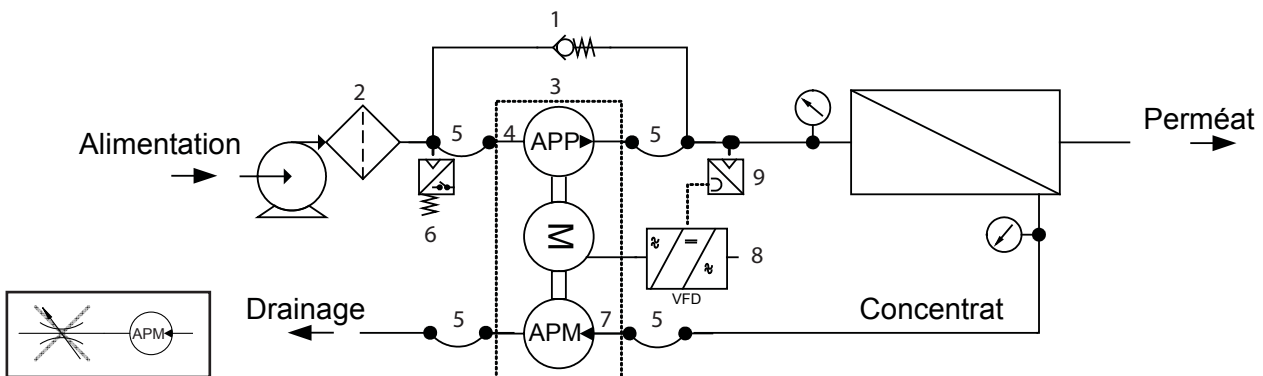 1
2
3
Alimentation
5
4
APP
5
Perméat
9
6
M
8
VFD
Drainage
5
APM
7
5
Concentrat
APM